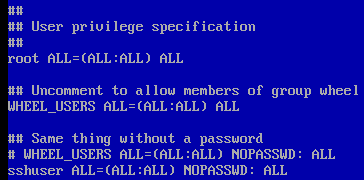 ##
## User privilege specification
##
root ALL=(ALL:ALL) ALL
## Uncomment to allow members of group wheel
WHEEL_USERS ALL=(ALL:ALL) ALL
## Same thing without a password
# WHEEL_USERS ALL=(ALL:ALL) NOPASSWD: ALL
sshuser ALL=(ALL:ALL) NOPASSWD: ALL